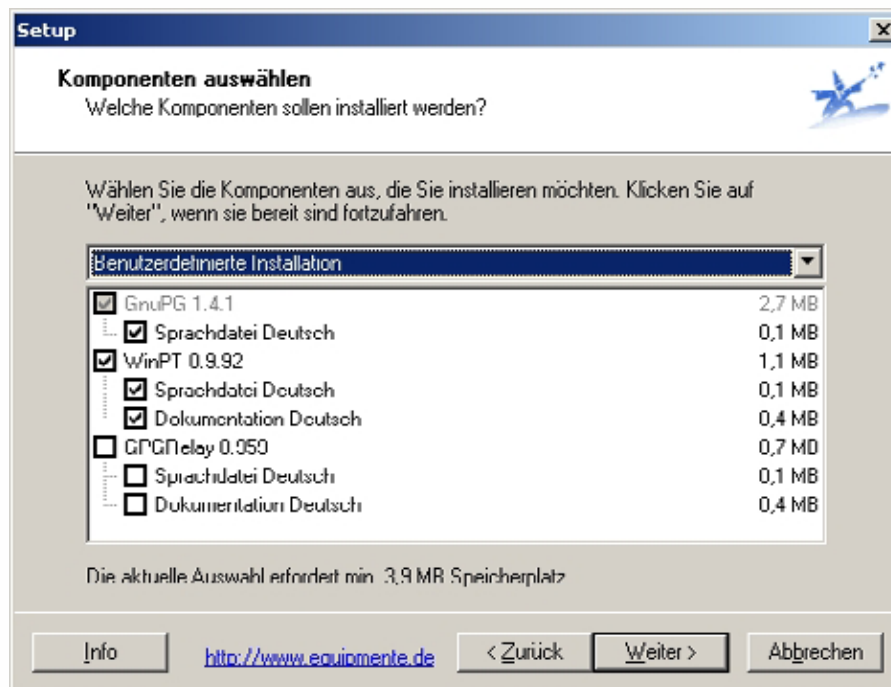 Setup
Komponenten auswählen
Welche Komponenten sollen installiert werden?
Wählen Sie die Komponenten aus, die Sie installieren möchten. Klicken Sie auf
"Weiter", wenn sie bereit sind fortzufahren.
Benutzerdefinierte Installation
GnuPG 1.4.1 2,7 MB
Sprachdatei Deutsch 0,1 MB
WinPT 0.9.92 1,1 MB
Sprachdatei Deutsch 0,1 MB
Dokumentation Deutsch 0,4 MB
GPGRelay 0.959 0,7 MB
Sprachdatei Deutsch 0,1 MB
Dokumentation Deutsch 0,4 MB
Die aktuelle Auswahl erfordert min. 3,9 MB Speicherplatz
Info http://www.equipmente.de < Zurück Weiter > Abbrechen